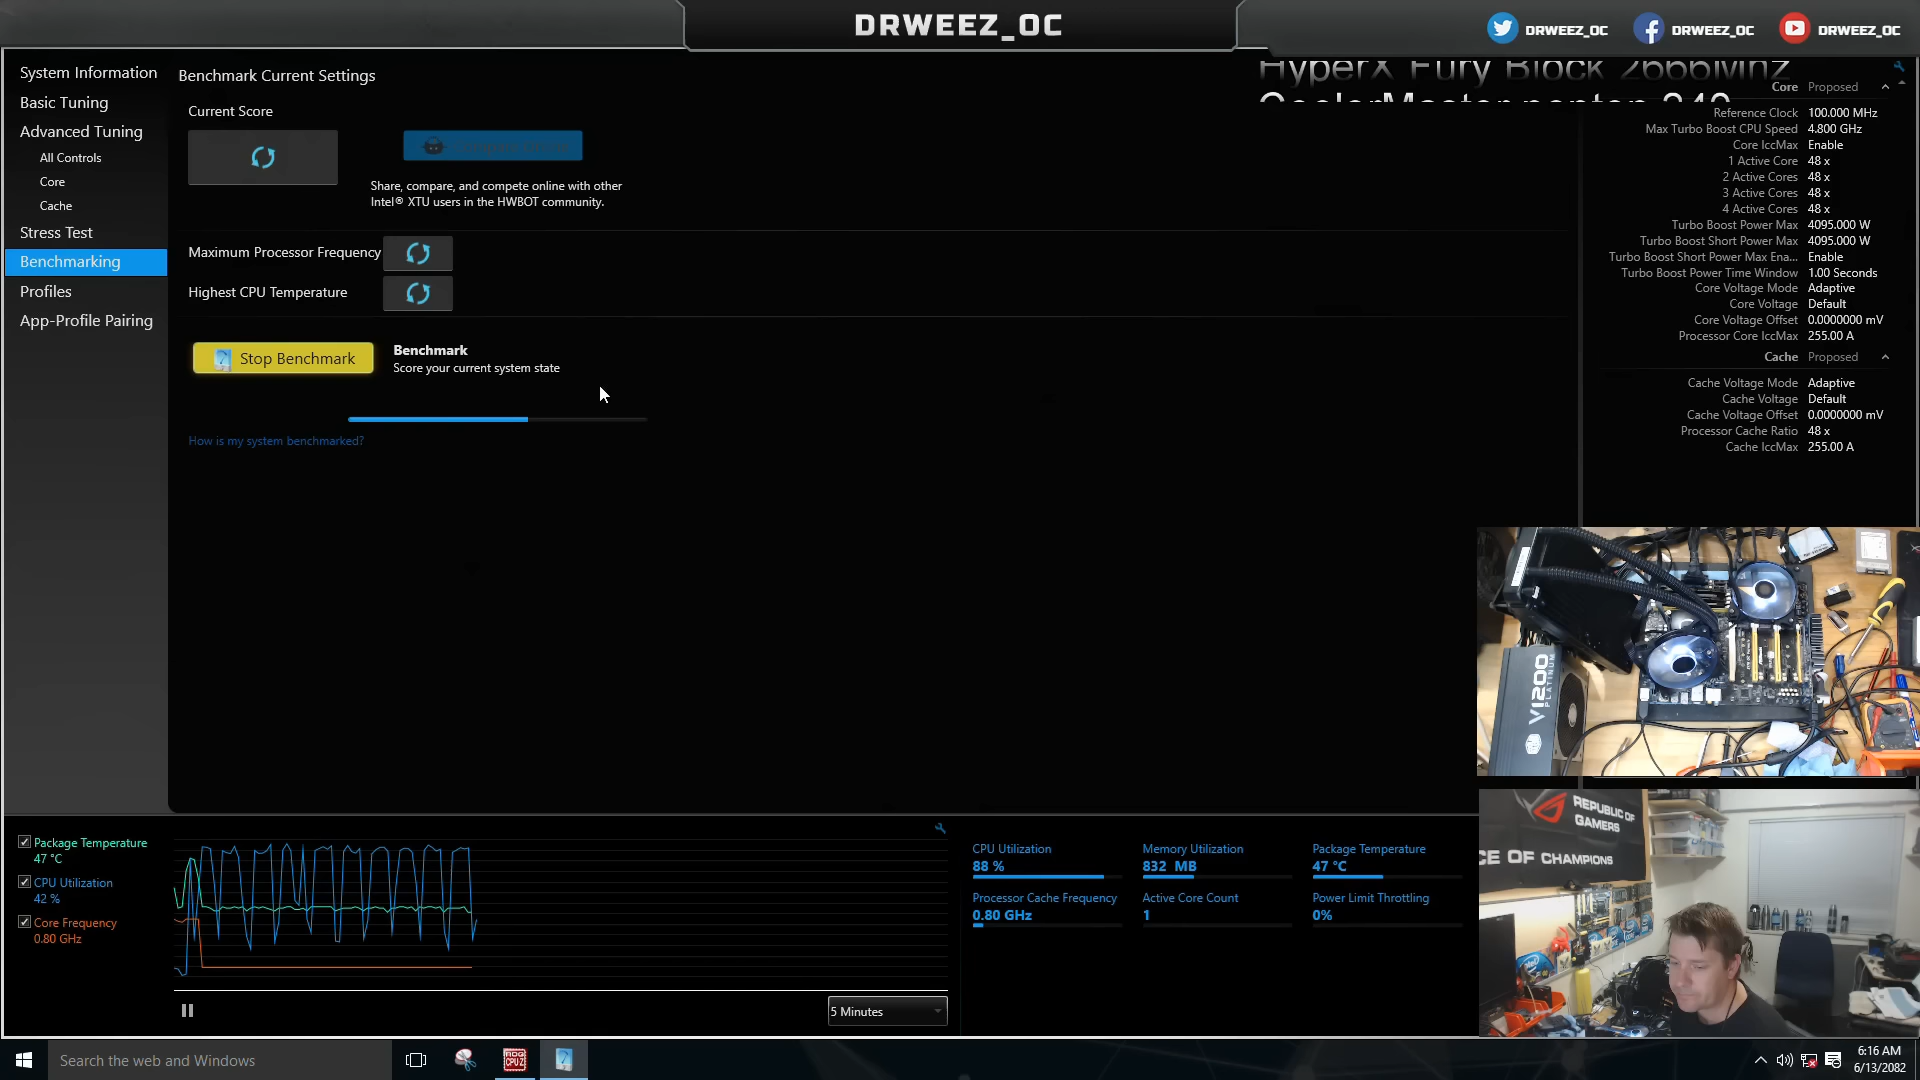 DRWEEZ_OC
DRWEEZ_OC
DRWEEZ_OC
DRWEEZ_OC
System Information
Basic Tuning
Advanced Tuning
All Controls
Core
Cache
Stress Test
Benchmarking
Profiles
App-Profile Pairing
Benchmark Current Settings
Current Score
Share, compare, and compete online with other
Intel® XTU users in the HWBOT community.
Maximum Processor Frequency
Highest CPU Temperature
Stop Benchmark
Benchmark
Score your current system state
How is my system benchmarked?
HyperX Fury Block 2666Mhz
Core Proposed
Reference Clock 100.000 MHz
Max Turbo Boost CPU Speed 4.800 GHz
Core IccMax Enable
1 Active Core 48 x
2 Active Cores 48 x
3 Active Cores 48 x
4 Active Cores 48 x
Turbo Boost Power Max 4095.000 W
Turbo Boost Short Power Max 4095.000 W
Turbo Boost Short Power Max Ena... Enable
Turbo Boost Power Time Window 1.00 Seconds
Core Voltage Mode Adaptive
Core Voltage Default
Core Voltage Offset 0.0000000 mV
Processor Core IccMax 255.00 A
Cache Proposed
Cache Voltage Mode Adaptive
Cache Voltage Default
Cache Voltage Offset 0.0000000 mV
Processor Cache Ratio 48 x
Cache IccMax 255.00 A
V1200
PLATINUM
REPUBLIC OF
GAMERS
CE OF CHAMPIONS
Package Temperature
47 °C
CPU Utilization
42 %
Core Frequency
0.80 GHz
5 Minutes
CPU Utilization
88 %
Memory Utilization
832 MB
Package Temperature
47 °C
Processor Cache Frequency
0.80 GHz
Active Core Count
1
Power Limit Throttling
0%
Search the web and Windows
6:16 AM
6/13/2082